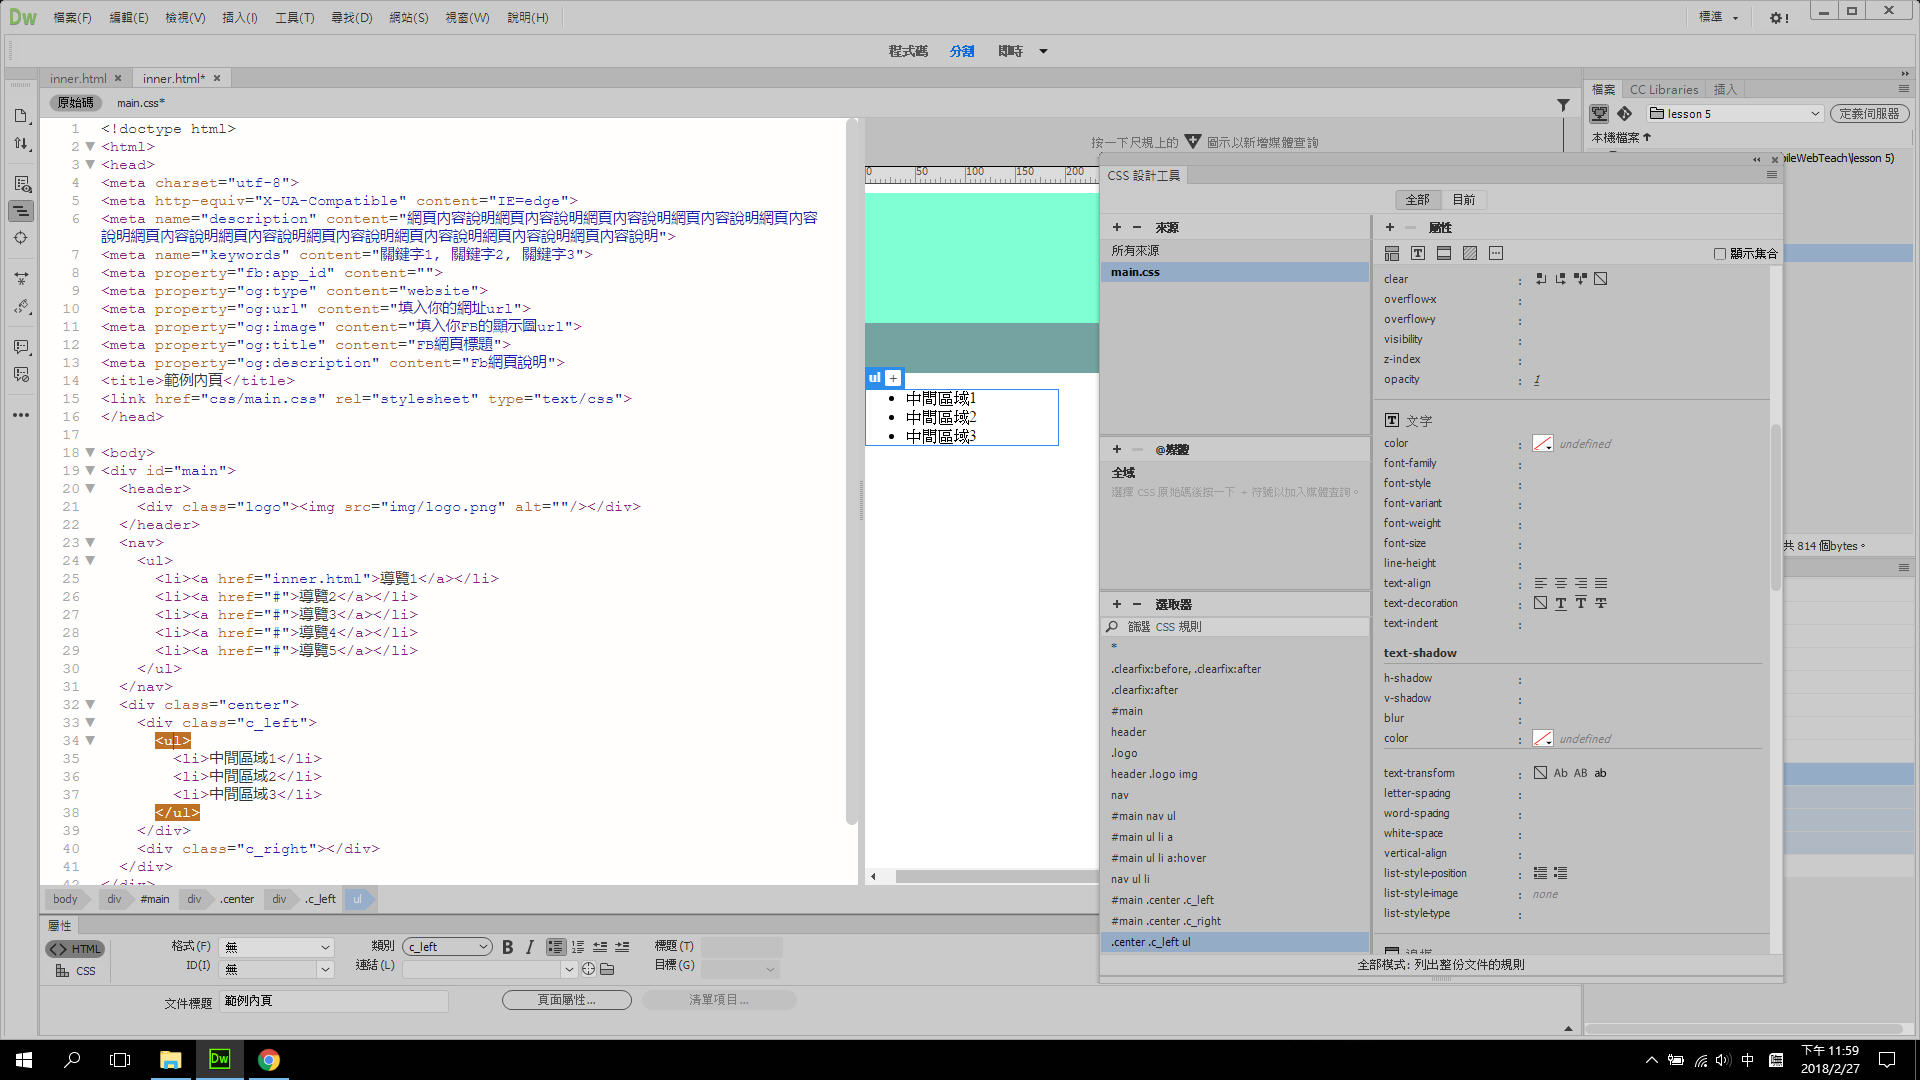 Dw 檔案(F) 編輯(E) 檢視(V) 插入(I) 工具(T) 尋找(D) 網站(S) 視窗(W) 說明(H) 標準
程式碼 分割 即時
inner.html × inner.html* ×
原始碼 main.css*
1 <!doctype html>
2 <html>
3 <head>
4 <meta charset="utf-8">
5 <meta http-equiv="X-UA-Compatible" content="IE=edge">
6 <meta name="description" content="網頁內容說明網頁內容說明網頁內容說明網頁內容說明網頁內容
說明網頁內容說明網頁內容說明網頁內容說明網頁內容說明網頁內容說明網頁內容說明">
7 <meta name="keywords" content="關鍵字1, 關鍵字2, 關鍵字3">
8 <meta property="fb:app_id" content="">
9 <meta property="og:type" content="website">
10 <meta property="og:url" content="填入你的網址url">
11 <meta property="og:image" content="填入你FB的顯示圖url">
12 <meta property="og:title" content="FB網頁標題">
13 <meta property="og:description" content="Fb網頁說明">
14 <title>範例內頁</title>
15 <link href="css/main.css" rel="stylesheet" type="text/css">
16 </head>
17
18 <body>
19 <div id="main">
20 <header>
21 <div class="logo"><img src="img/logo.png" alt=""/></div>
22 </header>
23 <nav>
24 <ul>
25 <li><a href="inner.html">導覽1</a></li>
26 <li><a href="#">導覽2</a></li>
27 <li><a href="#">導覽3</a></li>
28 <li><a href="#">導覽4</a></li>
29 <li><a href="#">導覽5</a></li>
30 </ul>
31 </nav>
32 <div class="center">
33 <div class="c_left">
34 <ul>
35 <li>中間區域1</li>
36 <li>中間區域2</li>
37 <li>中間區域3</li>
38 </ul>
39 </div>
40 <div class="c_right"></div>
41 </div>
42 </div>
body div #main div .center div .c_left ul
按一下尺規上的 圖示以新增媒體查詢
0 50 100 150 200
ul +
• 中間區域1
• 中間區域2
• 中間區域3
CSS 設計工具
全部 目前
+ − 來源
所有來源
main.css
+ − @媒體
全域
選擇 CSS 原始碼後按一下 + 符號以加入媒體查詢。
+ − 選取器
篩選 CSS 規則
*
.clearfix:before, .clearfix:after
.clearfix:after
#main
header
.logo
header .logo img
nav
#main nav ul
#main ul li a
#main ul li a:hover
nav ul li
#main .center .c_left
#main .center .c_right
.center .c_left ul
+ − 屬性
顯示集合
clear :
overflow-x :
overflow-y :
visibility :
z-index :
opacity : 1
T 文字
color : undefined
font-family :
font-style :
font-variant :
font-weight :
font-size :
line-height :
text-align :
text-decoration : T T T
text-indent :
text-shadow
h-shadow :
v-shadow :
blur :
color : undefined
text-transform : Ab AB ab
letter-spacing :
word-spacing :
white-space :
vertical-align :
list-style-position :
list-style-image : none
list-style-type :
全部模式: 列出整份文件的規則
檔案 CC Libraries 插入
lesson 5 定義伺服器
本機檔案
bileWebTeach\lesson 5)
共 814 個bytes。
屬性
<> HTML 格式(F) 無 類別 c_left B I 標題(T)
CSS ID(I) 無 連結(L) 目標(G)
文件標題 範例內頁 頁面屬性... 清單項目...
Dw
中
下午 11:59
2018/2/27